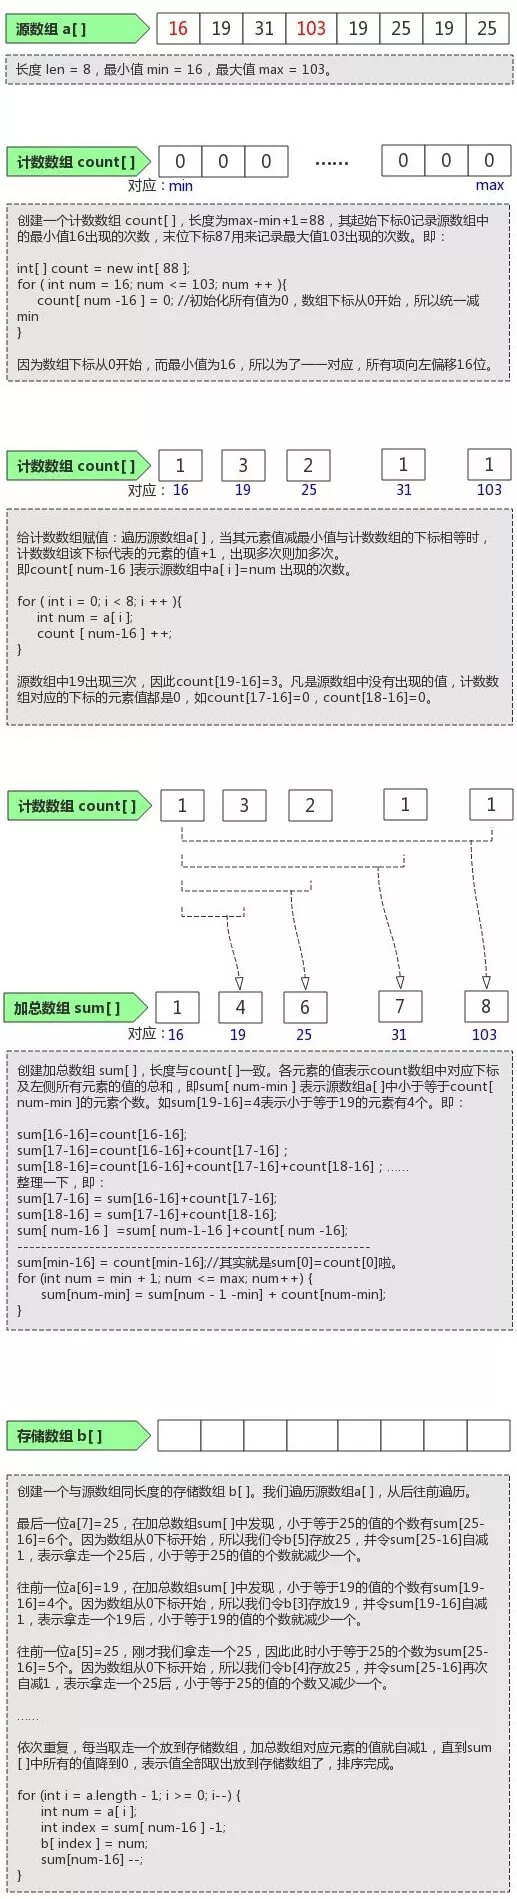 源数组 a[ ]
16 19 31 103 19 25 19 25
长度 len = 8，最小值 min = 16，最大值 max = 103。
计数数组 count[ ]
0 0 0 …… 0 0 0
对应：min max
创建一个计数数组 count[ ]，长度为max-min+1=88，其起始下标0记录源数组中
的最小值16出现的次数，末位下标87用来记录最大值103出现的次数。即：
int[ ] count = new int[ 88 ];
for ( int num = 16; num <= 103; num ++ ){
count[ num -16 ] = 0; //初始化所有值为0，数组下标从0开始，所以统一减
min
}
因为数组下标从0开始，而最小值为16，所以为了一一对应，所有项向左偏移16位。
计数数组 count[ ]
1 3 2 1 1
对应：16 19 25 31 103
给计数数组赋值：遍历源数组a[ ]，当其元素值减最小值与计数数组的下标相等时，
计数数组该下标代表的元素的值+1，出现多次则加多次。
即count[ num-16 ]表示源数组中a[ i ]=num 出现的次数。
for ( int i = 0; i < 8; i ++ ){
int num = a[ i ];
count [ num-16 ] ++;
}
源数组中19出现三次，因此count[19-16]=3。凡是源数组中没有出现的值，计数数
组对应的下标的元素值都是0，如count[17-16]=0，count[18-16]=0。
计数数组 count[ ]
1 3 2 1 1
加总数组 sum[ ]
1 4 6 7 8
对应：16 19 25 31 103
创建加总数组 sum[ ]，长度与count[ ]一致。各元素的值表示count数组中对应下标
及左侧所有元素的值的总和，即sum[ num-min ] 表示源数组a[ ]中小于等于count[
num-min ]的元素个数。如sum[19-16]=4表示小于等于19的元素有4个。即：
sum[16-16]=count[16-16];
sum[17-16]=count[16-16]+count[17-16]；
sum[18-16]=count[16-16]+count[17-16]+count[18-16]；……
整理一下，即：
sum[17-16] = sum[16-16]+count[17-16];
sum[18-16] = sum[17-16]+count[18-16];
sum[ num-16 ] =sum[ num-1-16 ]+count[ num -16];
-----------------------------------------------------------
sum[min-16] = count[min-16];//其实就是sum[0]=count[0]啦。
for (int num = min + 1; num <= max; num++) {
sum[num-min] = sum[num - 1 -min] + count[num-min];
}
存储数组 b[ ]
创建一个与源数组同长度的存储数组 b[ ]。我们遍历源数组a[ ]，从后往前遍历。
最后一位a[7]=25，在加总数组sum[ ]中发现，小于等于25的值的个数有sum[25-
16]=6个。因为数组从0下标开始，所以我们令b[5]存放25，并令sum[25-16]自减
1，表示拿走一个25后，小于等于25的值的个数就减少一个。
往前一位a[6]=19，在加总数组sum[ ]中发现，小于等于19的值的个数有sum[19-
16]=4个。因为数组从0下标开始，所以我们令b[3]存放19，并令sum[19-16]自减
1，表示拿走一个19后，小于等于19的值的个数就减少一个。
往前一位a[5]=25，刚才我们拿走一个25，因此此时小于等于25的个数为sum[25-
16]=5个。因为数组从0下标开始，所以我们令b[4]存放25，并令sum[25-16]再次
自减1，表示拿走一个25后，小于等于25的值的个数又减少一个。
……
依次重复，每当取走一个放到存储数组，加总数组对应元素的值就自减1，直到sum
[ ]中所有的值降到0，表示值全部取出放到存储数组了，排序完成。
for (int i = a.length - 1; i >= 0; i--) {
int num = a[ i ];
int index = sum[ num-16 ] -1;
b[ index ] = num;
sum[num-16] --;
}